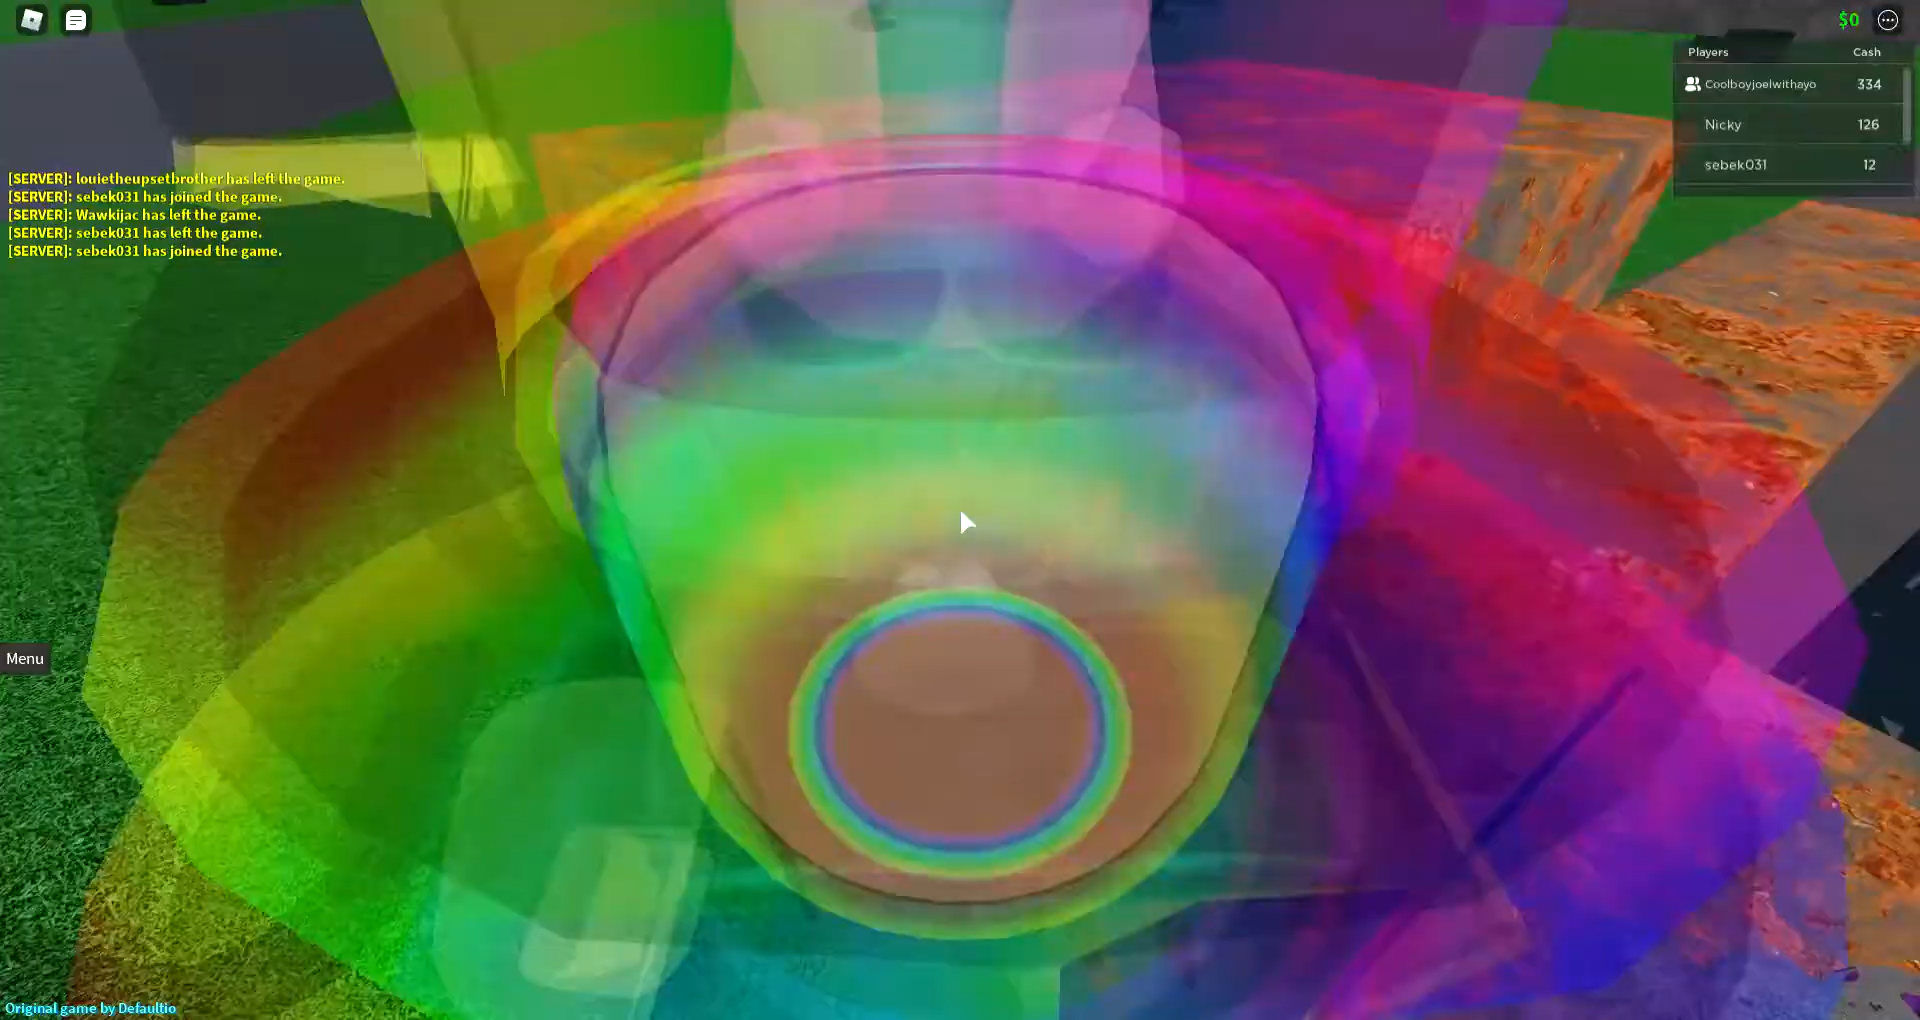 $0
Players Cash
Coolboyjoelwithayo 334
Nicky 126
sebek031 12
[SERVER]: louietheupsetbrother has left the game.
[SERVER]: sebek031 has joined the game.
[SERVER]: Wawkijac has left the game.
[SERVER]: sebek031 has left the game.
[SERVER]: sebek031 has joined the game.
Menu
Original game by Defaultio